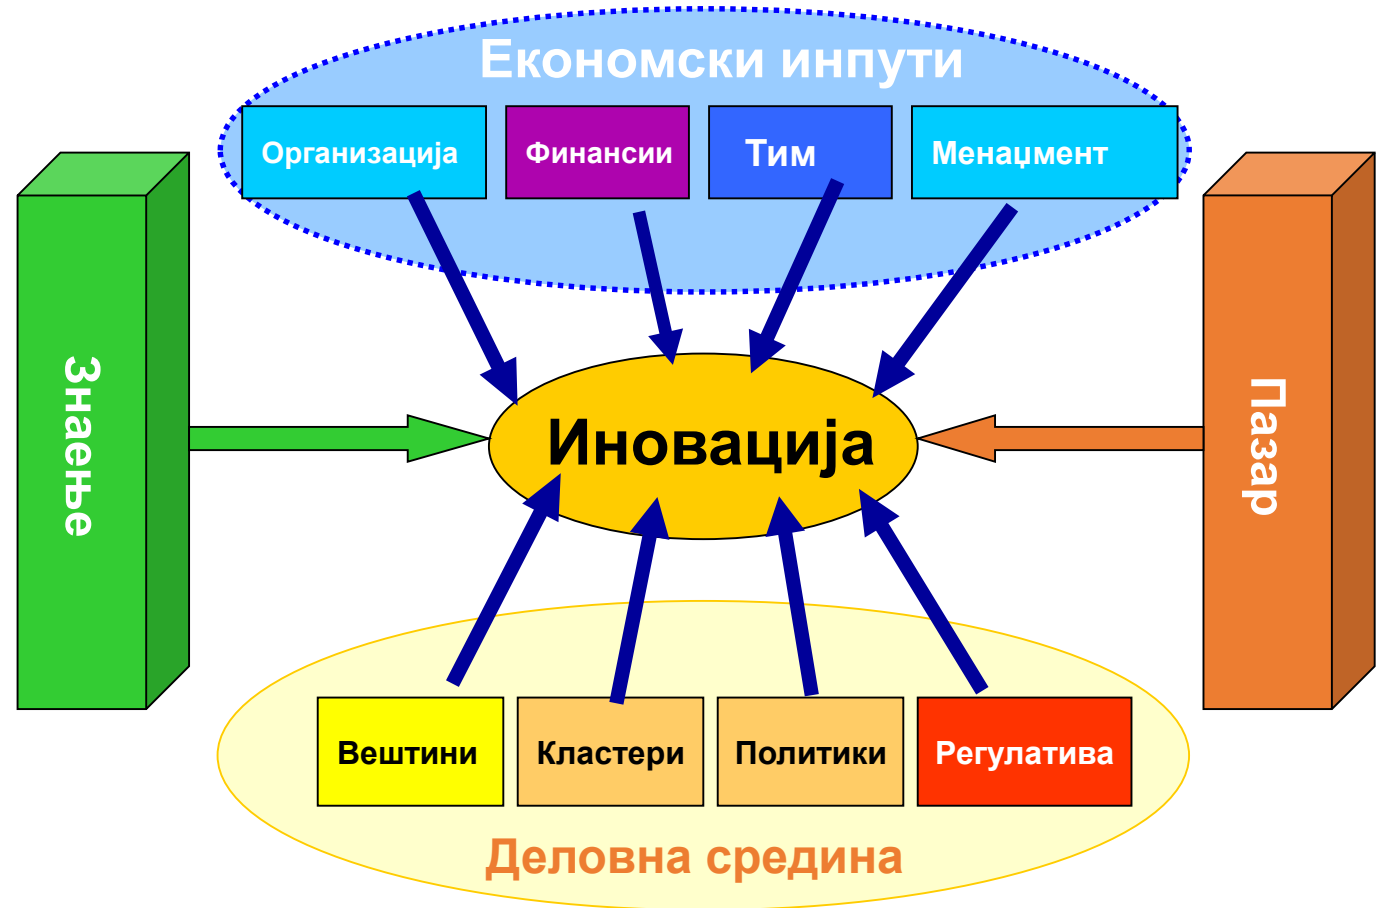 Економски инпути
Организација
Финансии
Тим
Менаџмент
Знаење
Иновација
Пазар
Вештини
Кластери
Политики
Регулатива
Деловна средина